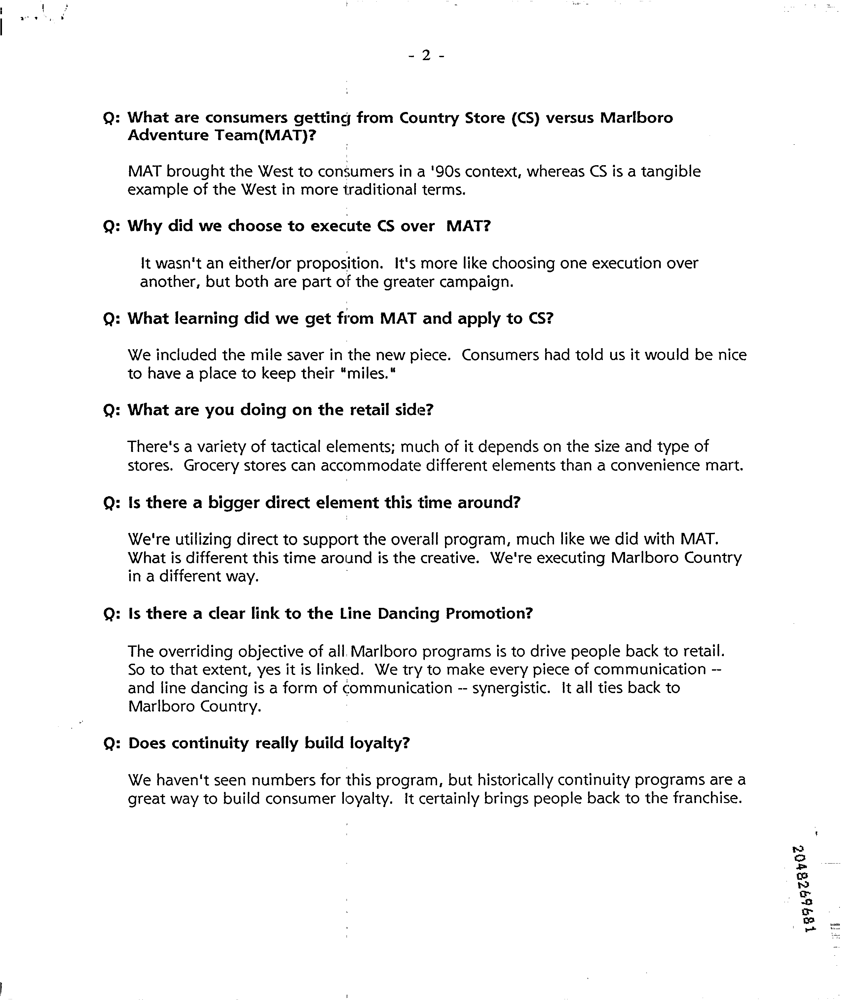 - 2 -
Q: What are consumers getting from Country Store (CS) versus Marlboro
Adventure Team(MAT)?
MAT brought the West to consumers in a '90s context, whereas CS is a tangible
example of the West in more traditional terms.
Q: Why did we choose to execute CS over MAT?
It wasn't an either/or proposition. It's more like choosing one execution over
another, but both are part of the greater campaign.
Q: What learning did we get from MAT and apply to CS?
We included the mile saver in the new piece. Consumers had told us it would be nice
to have a place to keep their "miles."
Q: What are you doing on the retail side?
There's a variety of tactical elements; much of it depends on the size and type of
stores. Grocery stores can accommodate different elements than a convenience mart.
Q: Is there a bigger direct element this time around?
We're utilizing direct to support the overall program, much like we did with MAT.
What is different this time around is the creative. We're executing Marlboro Country
in a different way.
Q: Is there a clear link to the Line Dancing Promotion?
The overriding objective of all Marlboro programs is to drive people back to retail.
So to that extent, yes it is linked. We try to make every piece of communication --
and line dancing is a form of communication -- synergistic. It all ties back to
Marlboro Country.
Q: Does continuity really build loyalty?
We haven't seen numbers for this program, but historically continuity programs are a
great way to build consumer loyalty. It certainly brings people back to the franchise.
2048269681